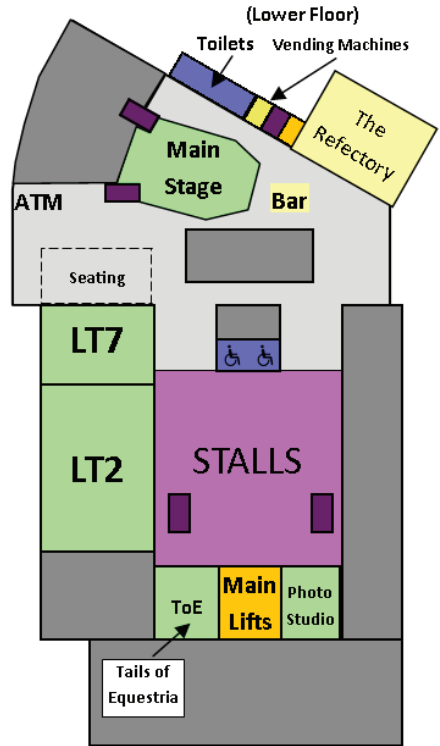 (Lower Floor)
Toilets
Vending Machines
The
Refectory
Main
Stage
ATM
Bar
Seating
LT7
LT2
STALLS
ToE
Main
Lifts
Photo
Studio
Tails of
Equestria